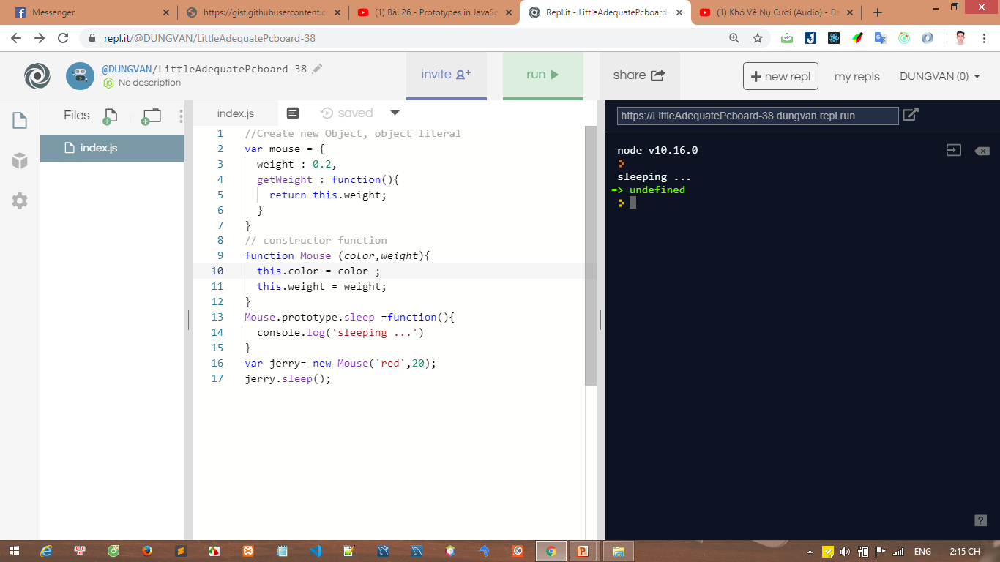 Messenger
https://gist.githubusercontent.c
(1) Bài 26 - Prototypes in JavaSc
Repl.it - LittleAdequatePcboard-
(1) Khó Vẽ Nụ Cười (Audio) - Đạ
repl.it/@DUNGVAN/LittleAdequatePcboard-38
@DUNGVAN/LittleAdequatePcboard-38
No description
invite
run
share
+ new repl
my repls
DUNGVAN (0)
Files
index.js
index.js
saved
1 //Create new Object, object literal
2 var mouse = {
3 weight : 0.2,
4 getWeight : function(){
5 return this.weight;
6 }
7 }
8 // constructor function
9 function Mouse (color,weight){
10 this.color = color ;
11 this.weight = weight;
12 }
13 Mouse.prototype.sleep =function(){
14 console.log('sleeping ...')
15 }
16 var jerry= new Mouse('red',20);
17 jerry.sleep();
https://LittleAdequatePcboard-38.dungvan.repl.run
node v10.16.0
sleeping ...
=> undefined
?
ENG
2:15 CH